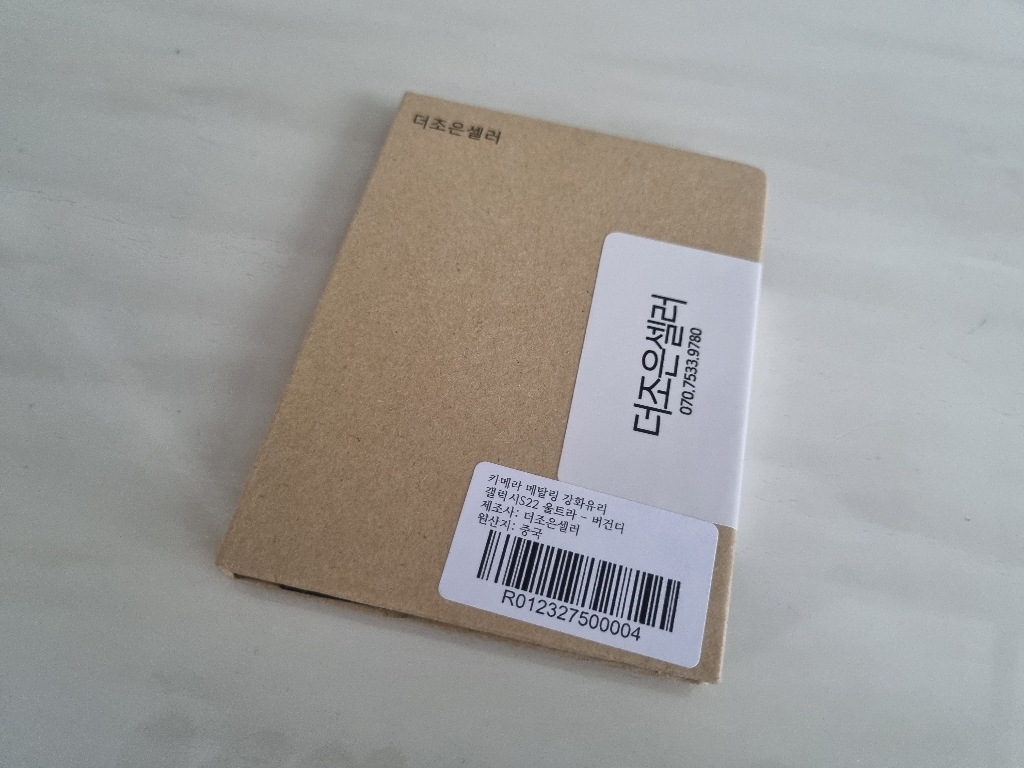 더조은셀러
더조은셀러
070.7533.9780
카메라 메탈링 강화유리
갤럭시S22 울트라 - 버건디
제조사: 더조은셀러
원산지: 중국
R012327500004